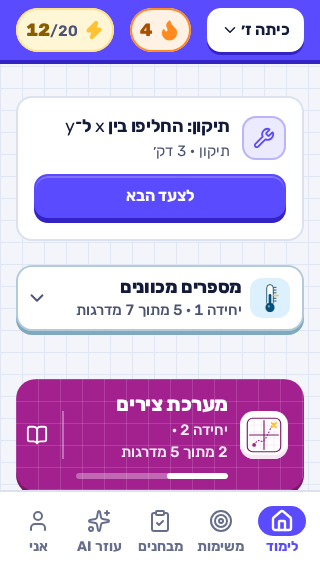 כיתה ז׳
4
12/20
תיקון: החליפו בין x ל־y
תיקון • 3 דק׳
לצעד הבא
מספרים מכוונים
יחידה 1 • 5 מתוך 7 מדרגות
מערכת צירים
יחידה 2 •
2 מתוך 5 מדרגות
לימוד
משימות
מבחנים
עוזר AI
אני